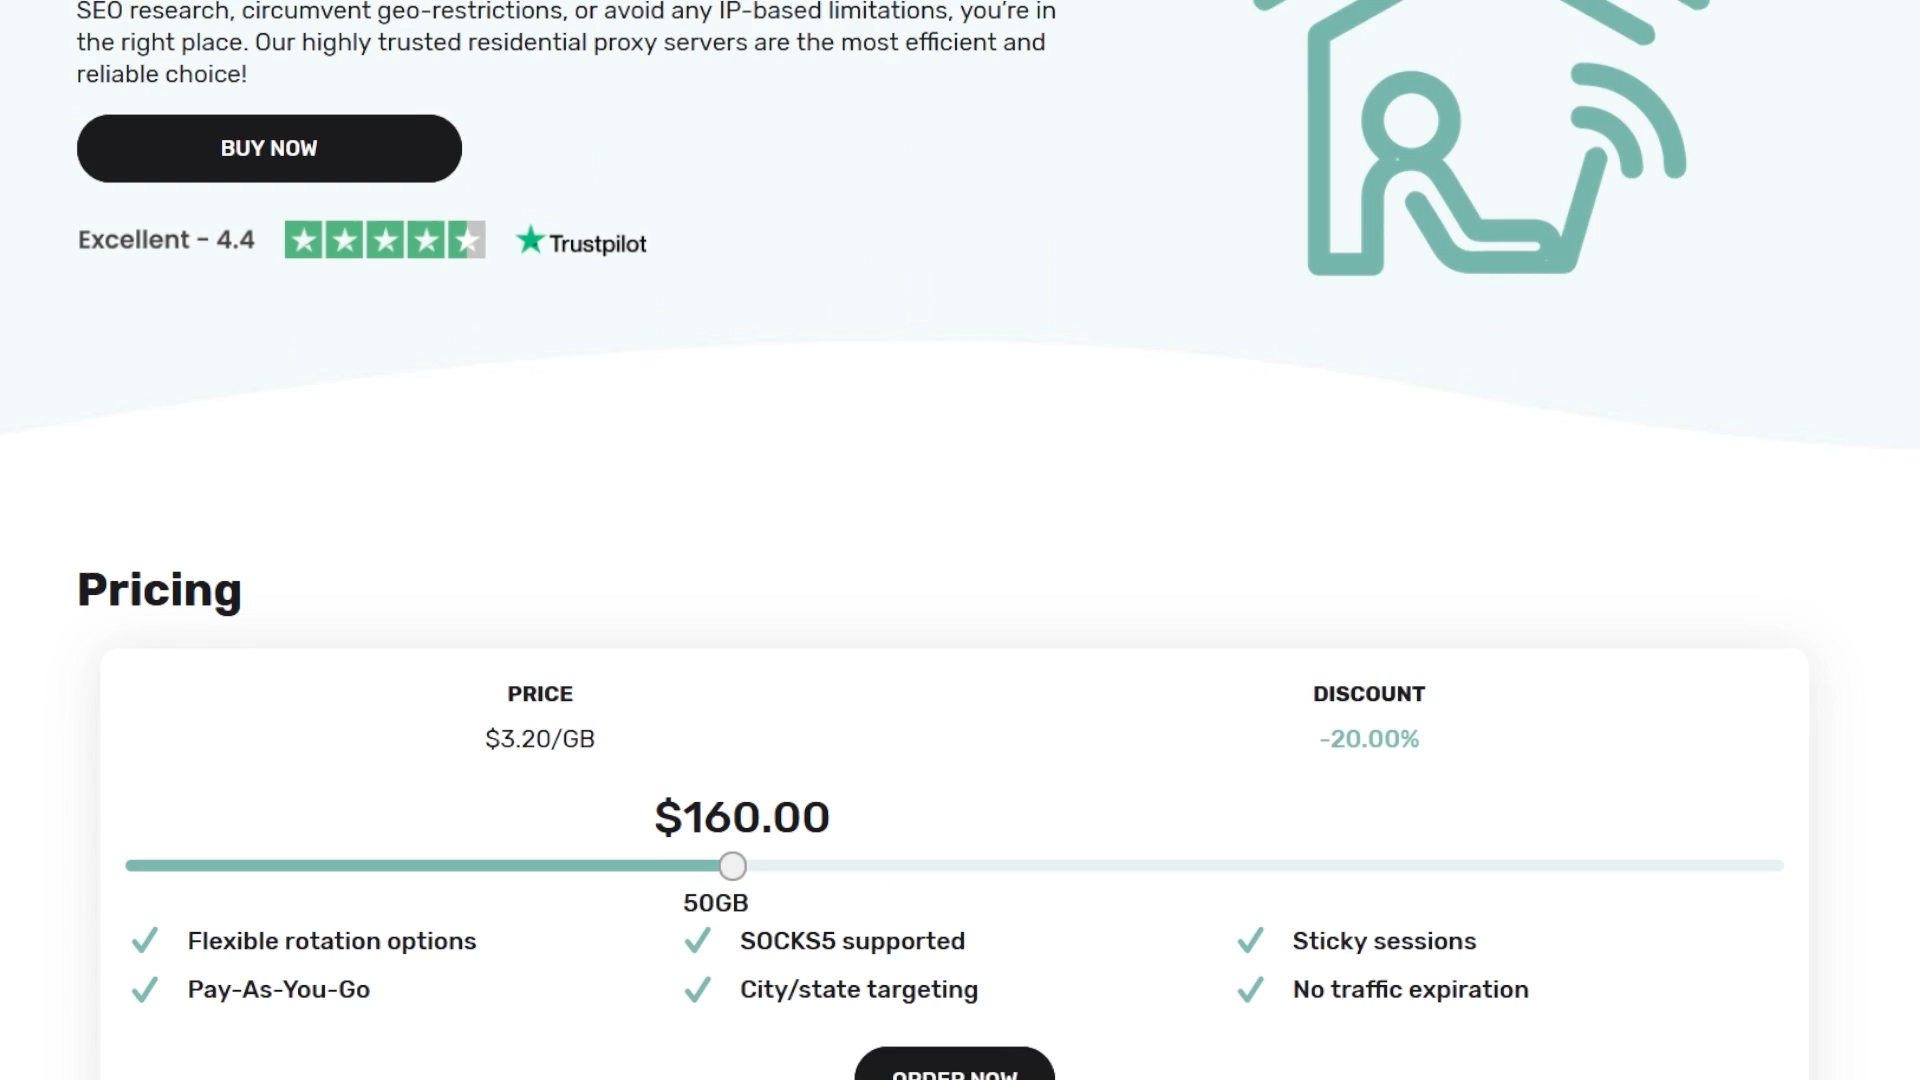 SEO research, circumvent geo-restrictions, or avoid any IP-based limitations, you’re in
the right place. Our highly trusted residential proxy servers are the most efficient and
reliable choice!
BUY NOW
Excellent - 4.4
Trustpilot
Pricing
PRICE
DISCOUNT
$3.20/GB
-20.00%
$160.00
50GB
Flexible rotation options
SOCKS5 supported
Sticky sessions
Pay-As-You-Go
City/state targeting
No traffic expiration
ORDER NOW